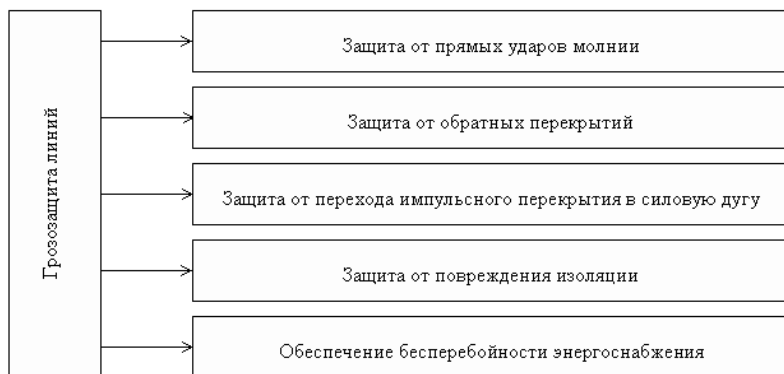 Грозозащита линий
Защита от прямых ударов молнии
Защита от обратных перекрытий
Защита от перехода импульсного перекрытия в силовую дугу
Защита от повреждения изоляции
Обеспечение бесперебойности энергоснбжения